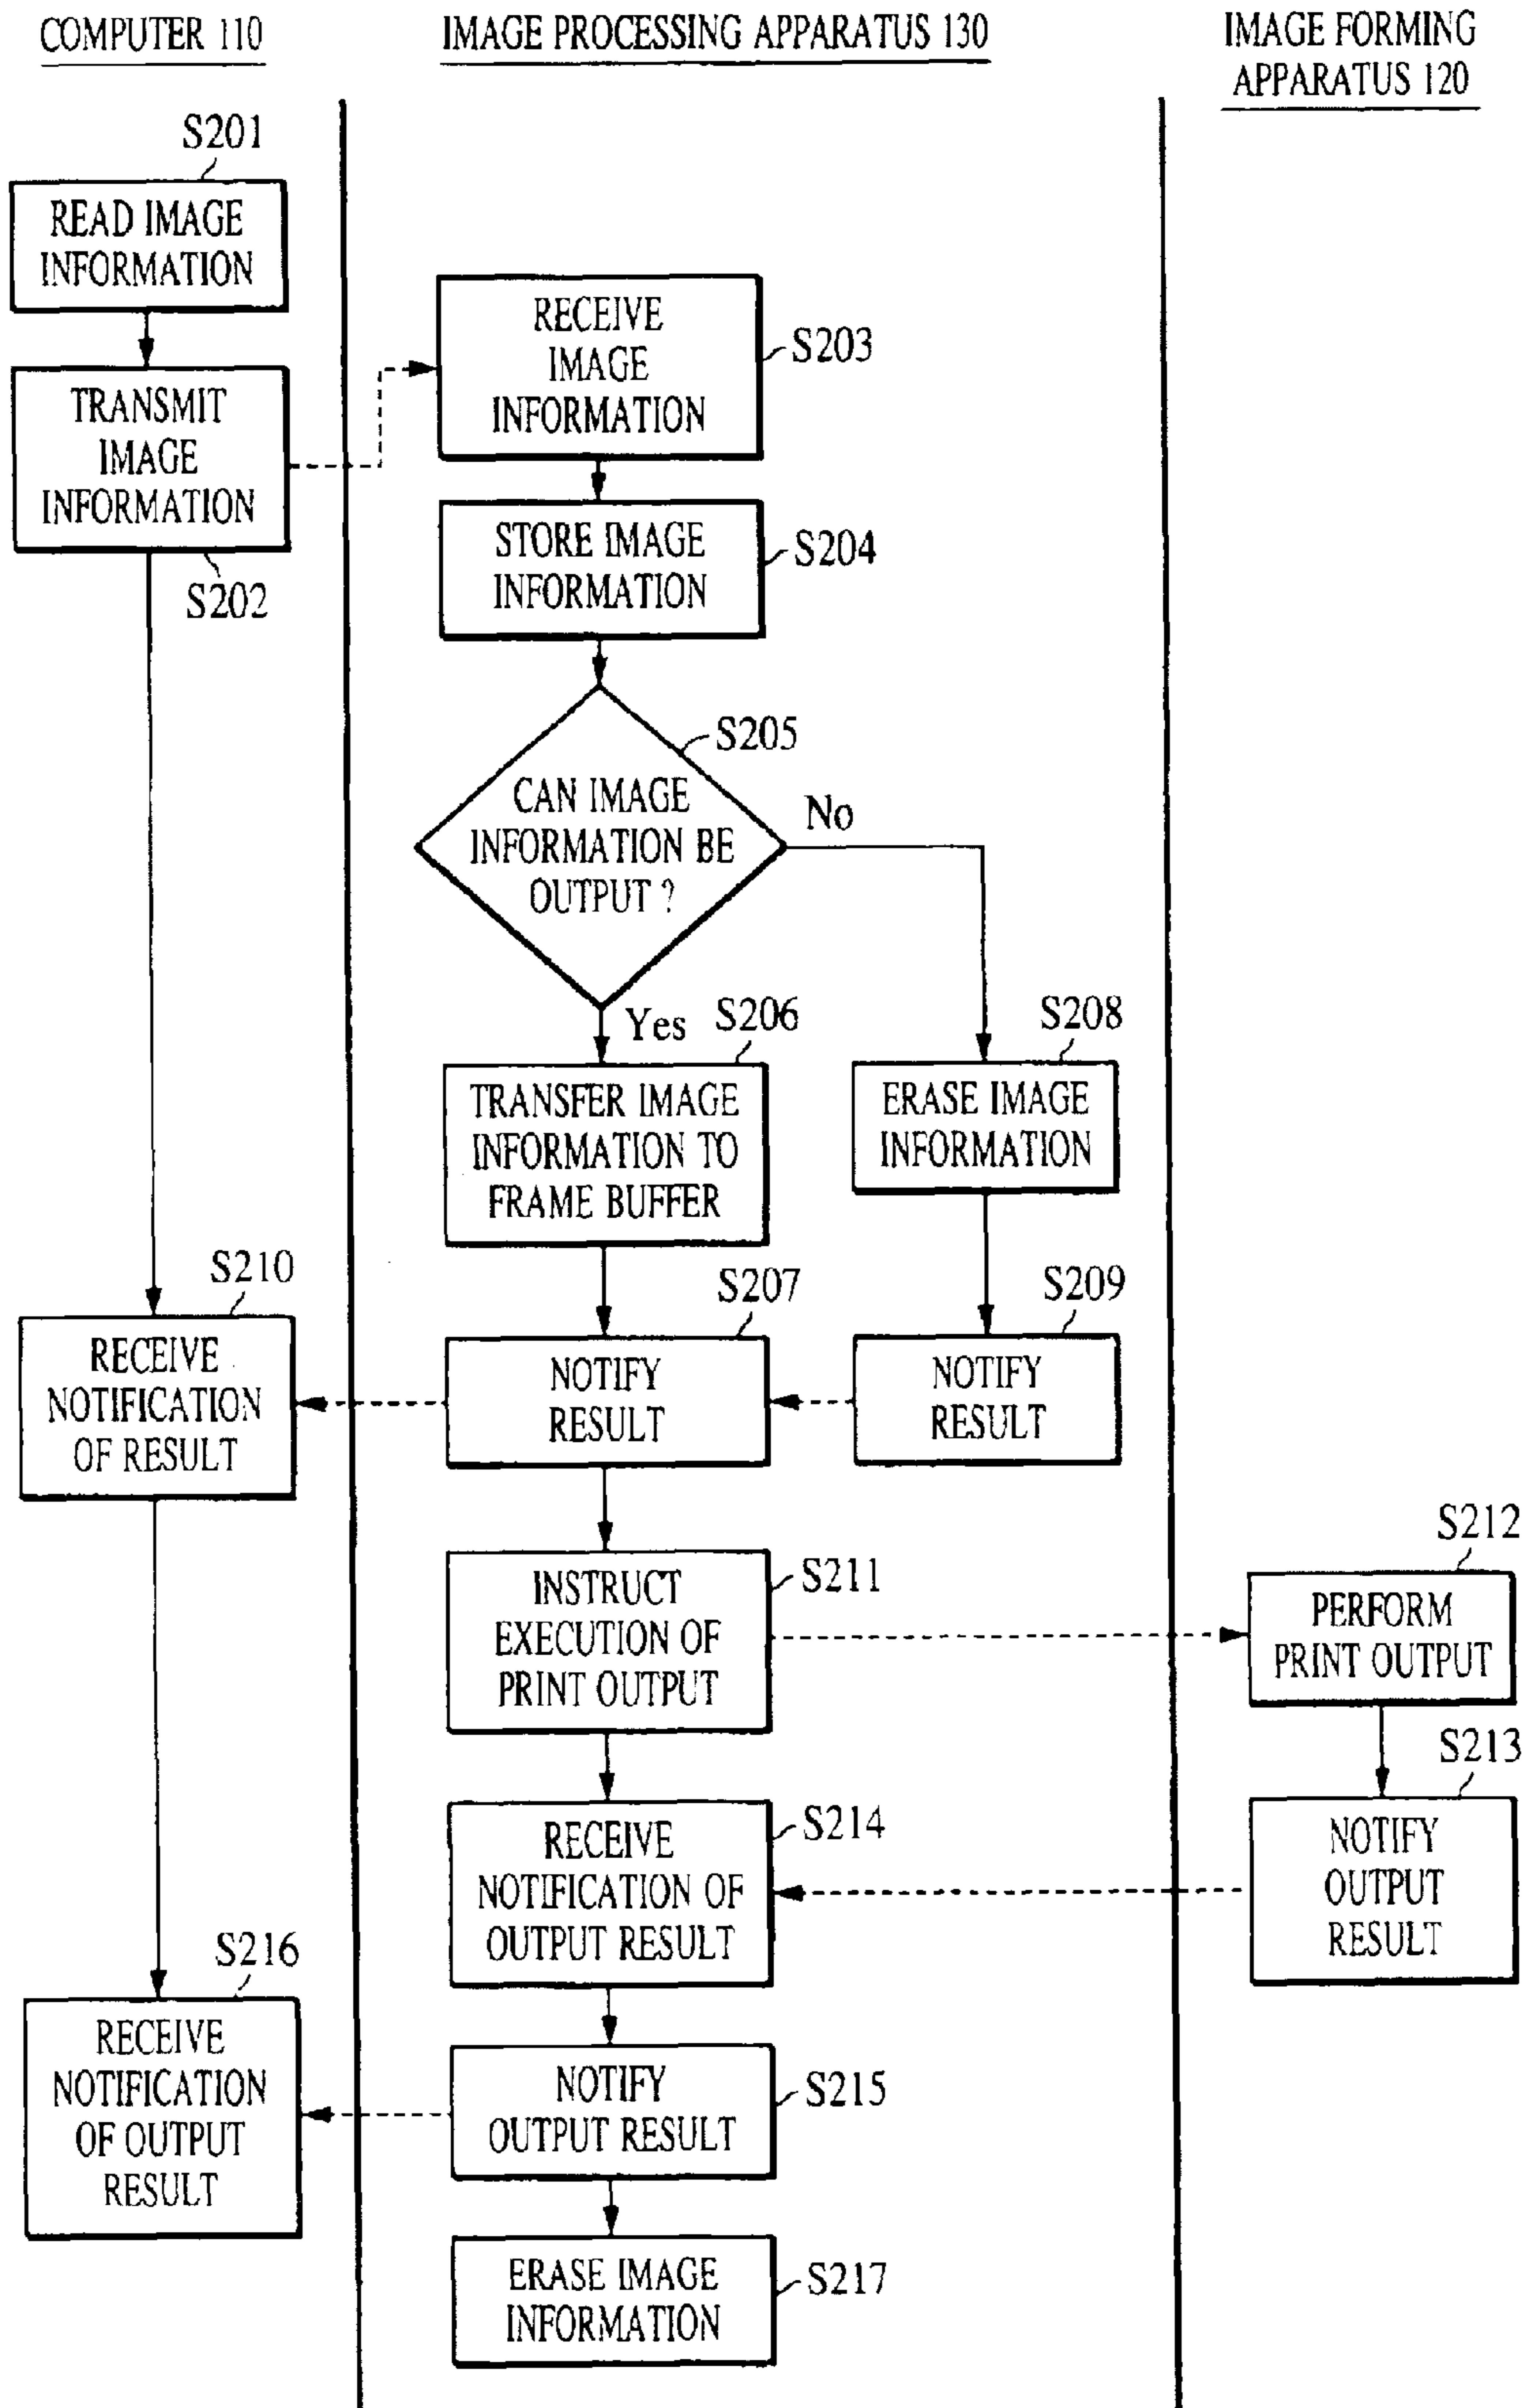 COMPUTER 110
IMAGE PROCESSING APPARATUS 130
IMAGE FORMING
APPARATUS 120
S201
READ IMAGE
INFORMATION
TRANSMIT
IMAGE
INFORMATION
S202
RECEIVE
IMAGE
INFORMATION
S203
STORE IMAGE
INFORMATION
S204
S205
CAN IMAGE
INFORMATION BE
OUTPUT ?
No
Yes
S206
TRANSFER IMAGE
INFORMATION TO
FRAME BUFFER
S208
ERASE IMAGE
INFORMATION
S210
RECEIVE
NOTIFICATION
OF RESULT
S207
NOTIFY
RESULT
S209
NOTIFY
RESULT
INSTRUCT
EXECUTION OF
PRINT OUTPUT
S211
S212
PERFORM
PRINT OUTPUT
S213
NOTIFY
OUTPUT
RESULT
RECEIVE
NOTIFICATION OF
OUTPUT RESULT
S214
S216
RECEIVE
NOTIFICATION
OF OUTPUT
RESULT
NOTIFY
OUTPUT RESULT
S215
ERASE IMAGE
INFORMATION
S217